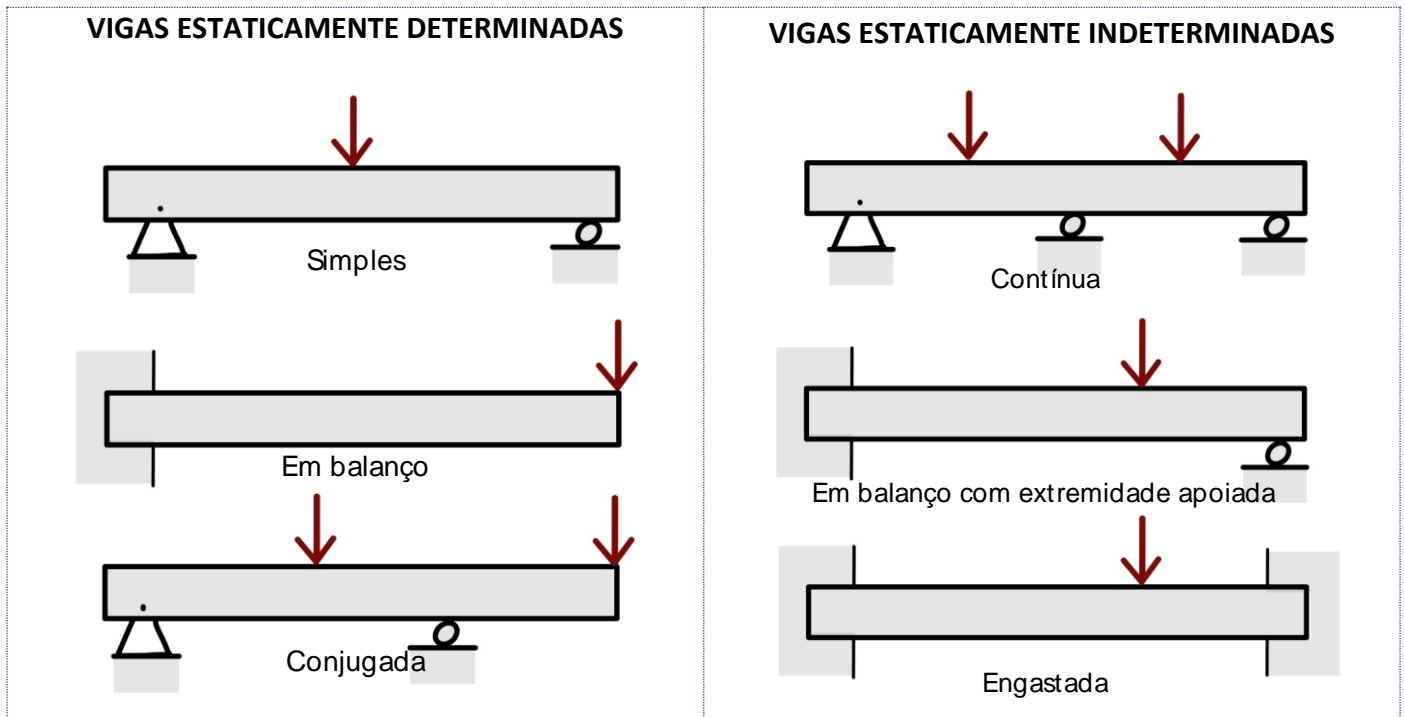 VIGAS ESTATICAMENTE DETERMINADAS
Simples
Em balanço
Conjugada
VIGAS ESTATICAMENTE INDETERMINADAS
Contínua
Em balanço com extremidade apoiada
Engastada